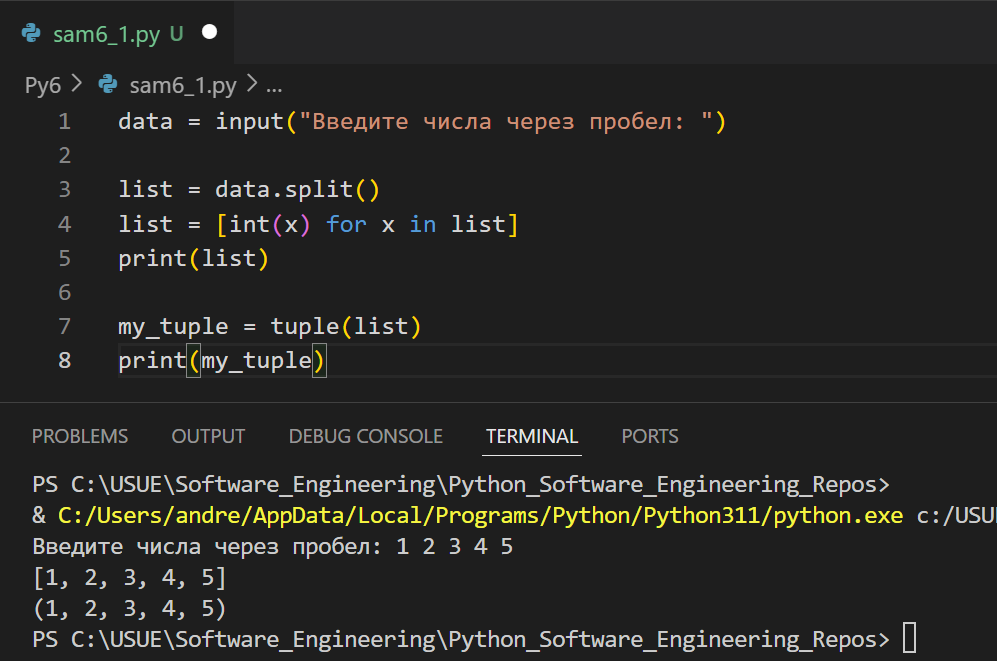 sam6_1.py U
Py6 > sam6_1.py > ...
1 data = input("Введите числа через пробел: ")
2
3 list = data.split()
4 list = [int(x) for x in list]
5 print(list)
6
7 my_tuple = tuple(list)
8 print(my_tuple)
PROBLEMS OUTPUT DEBUG CONSOLE TERMINAL PORTS
PS C:\USUE\Software_Engineering\Python_Software_Engineering_Repos>
& C:/Users/andre/AppData/Local/Programs/Python/Python311/python.exe c:/USU
Введите числа через пробел: 1 2 3 4 5
[1, 2, 3, 4, 5]
(1, 2, 3, 4, 5)
PS C:\USUE\Software_Engineering\Python_Software_Engineering_Repos>